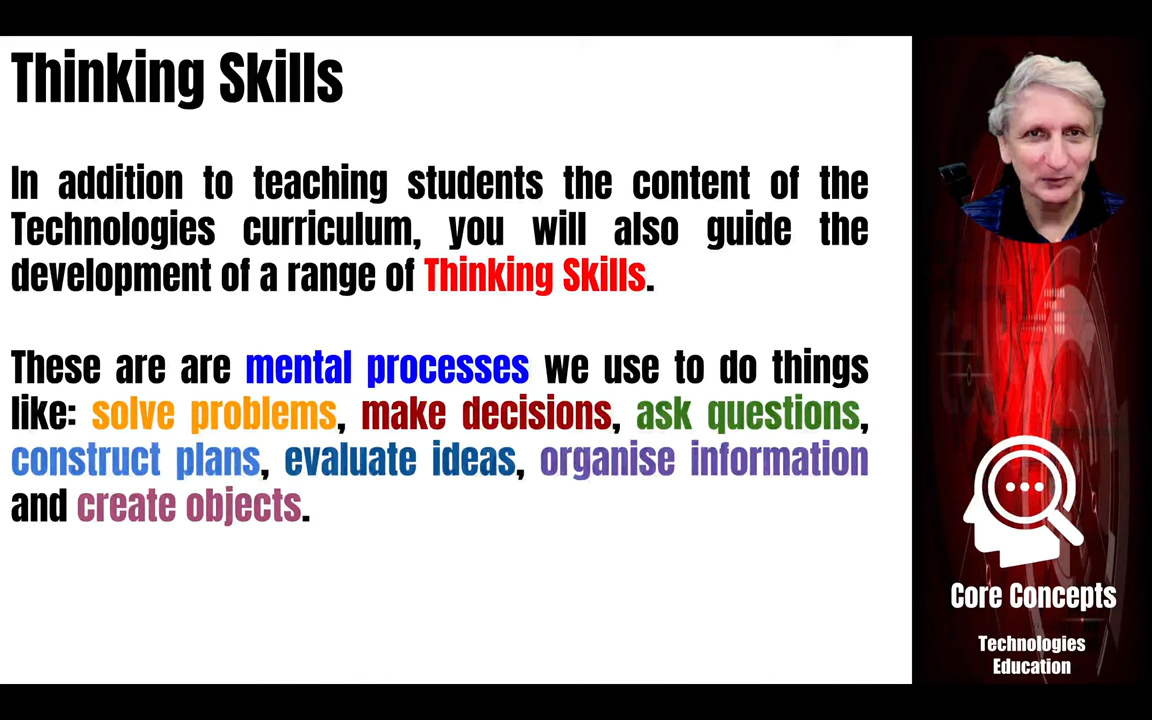 Thinking Skills
In addition to teaching students the content of the
Technologies curriculum, you will also guide the
development of a range of Thinking Skills.
These are are mental processes we use to do things
like: solve problems, make decisions, ask questions,
construct plans, evaluate ideas, organise information
and create objects.
Core Concepts
Technologies
Education